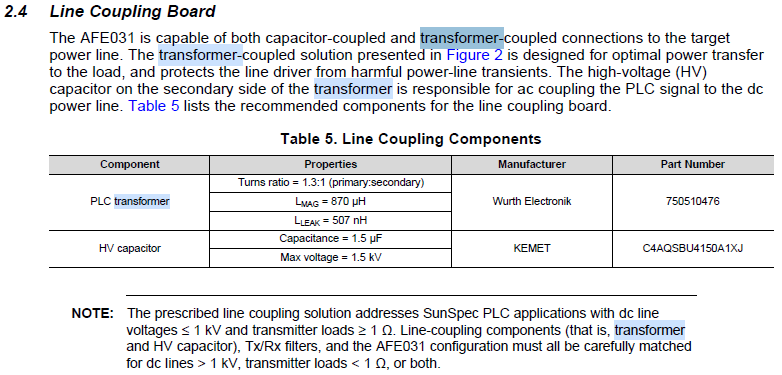 2.4 Line Coupling Board
The AFE031 is capable of both capacitor-coupled and transformer-coupled connections to the target
power line. The transformer-coupled solution presented in Figure 2 is designed for optimal power transfer
to the load, and protects the line driver from harmful power-line transients. The high-voltage (HV)
capacitor on the secondary side of the transformer is responsible for ac coupling the PLC signal to the dc
power line. Table 5 lists the recommended components for the line coupling board.
Table 5. Line Coupling Components
Component Properties Manufacturer Part Number
Turns ratio = 1.3:1 (primary:secondary)
PLC transformer LMAG = 870 µH Wurth Electronik 750510476
LLEAK = 507 nH
Capacitance = 1.5 µF
HV capacitor KEMET C4AQSBU4150A1XJ
Max voltage = 1.5 kV
NOTE: The prescribed line coupling solution addresses SunSpec PLC applications with dc line
voltages ≤ 1 kV and transmitter loads ≥ 1 Ω. Line-coupling components (that is, transformer
and HV capacitor), Tx/Rx filters, and the AFE031 configuration must all be carefully matched
for dc lines > 1 kV, transmitter loads < 1 Ω, or both.